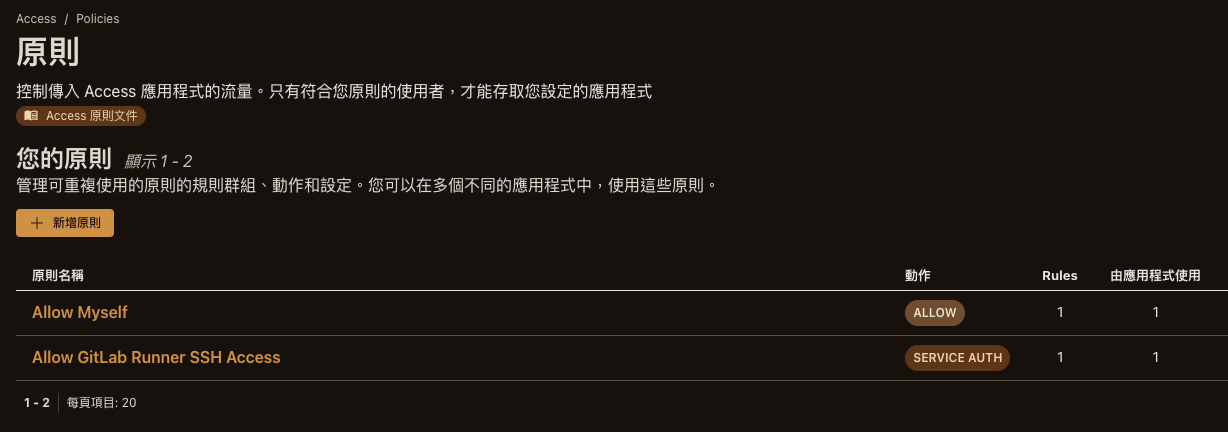 Access / Policies
原則
控制傳入 Access 應用程式的流量。只有符合您原則的使用者，才能存取您設定的應用程式
Access 原則文件
您的原則 顯示 1 - 2
管理可重複使用的原則的規則群組、動作和設定。您可以在多個不同的應用程式中，使用這些原則。
新增原則
原則名稱 動作 Rules 由應用程式使用
Allow Myself ALLOW 1 1
Allow GitLab Runner SSH Access SERVICE AUTH 1 1
1 - 2 每頁項目: 20